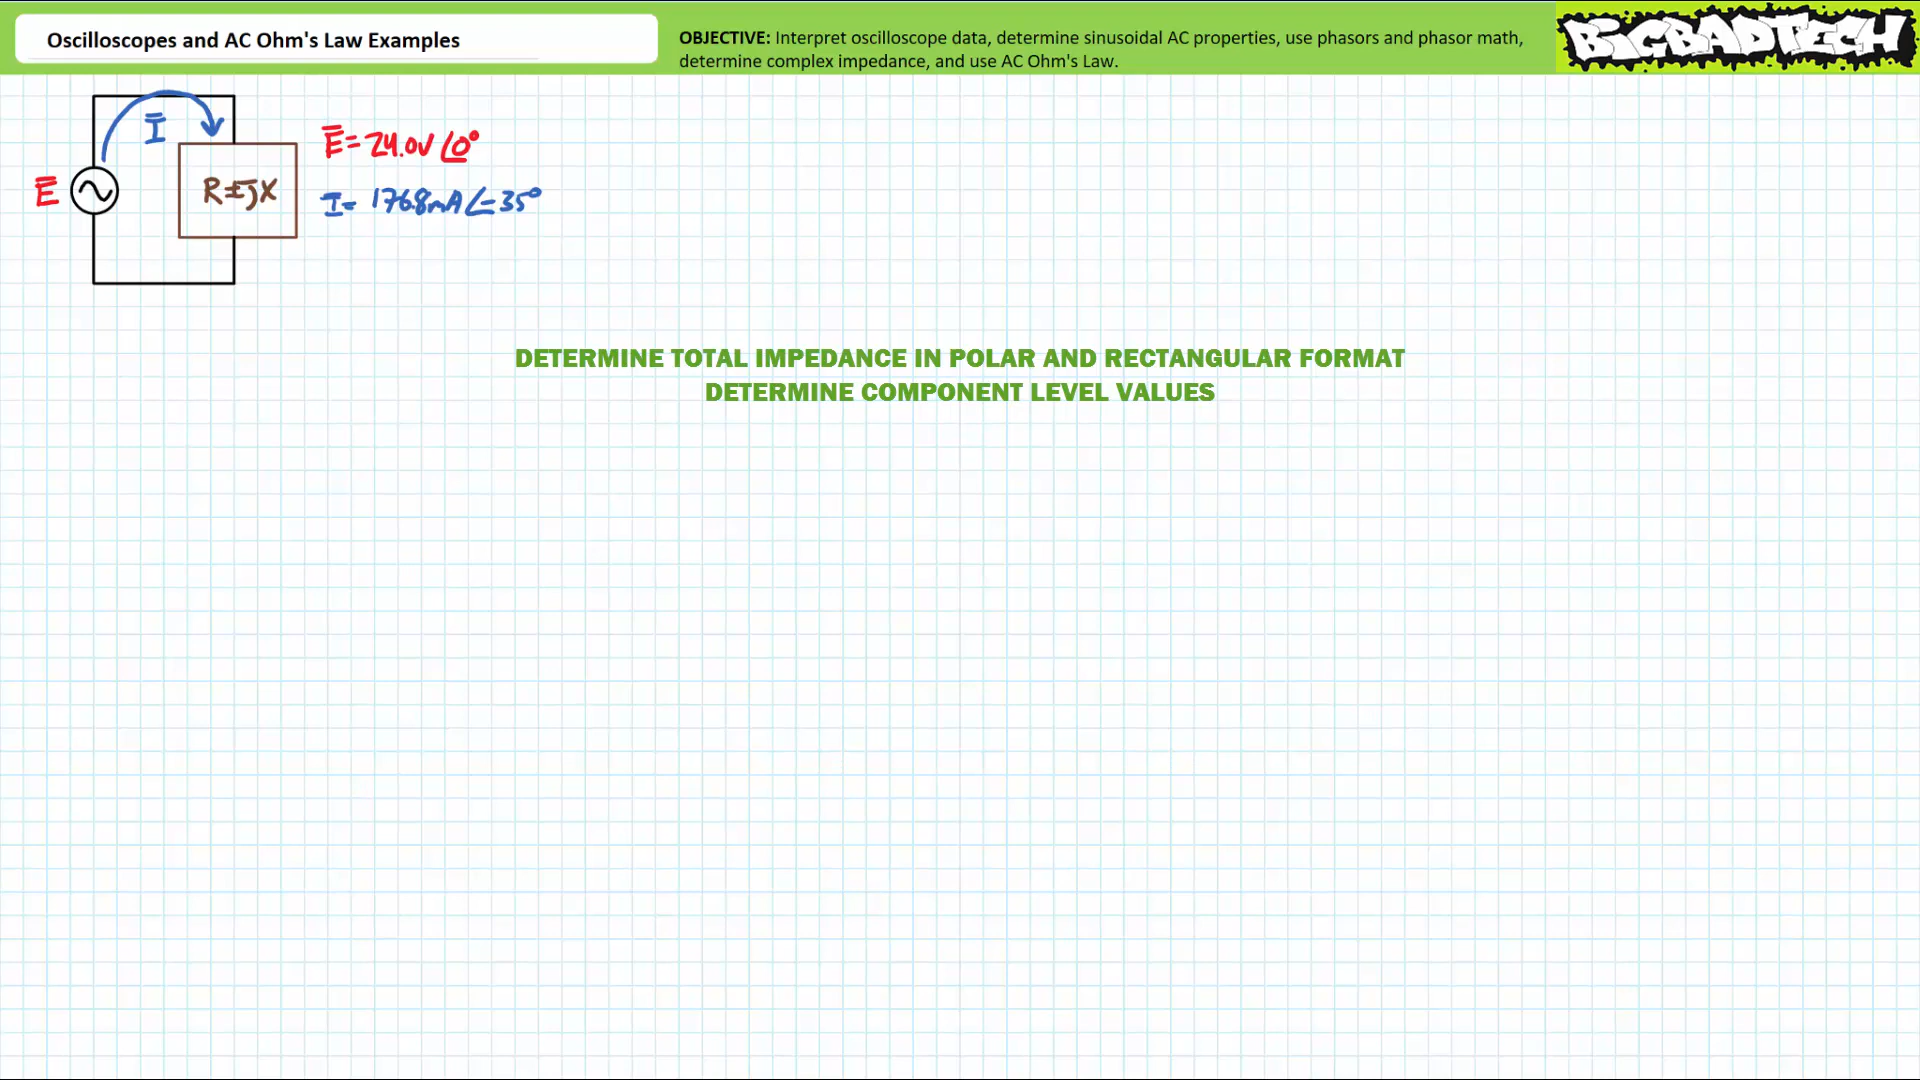 Oscilloscopes and AC Ohm's Law Examples
OBJECTIVE: Interpret oscilloscope data, determine sinusoidal AC properties, use phasors and phasor math,
determine complex impedance, and use AC Ohm's Law.
BIGBADTECH
I
E
R±jX
E = 24.0V∠0°
I = 176.8mA∠-35°
DETERMINE TOTAL IMPEDANCE IN POLAR AND RECTANGULAR FORMAT
DETERMINE COMPONENT LEVEL VALUES